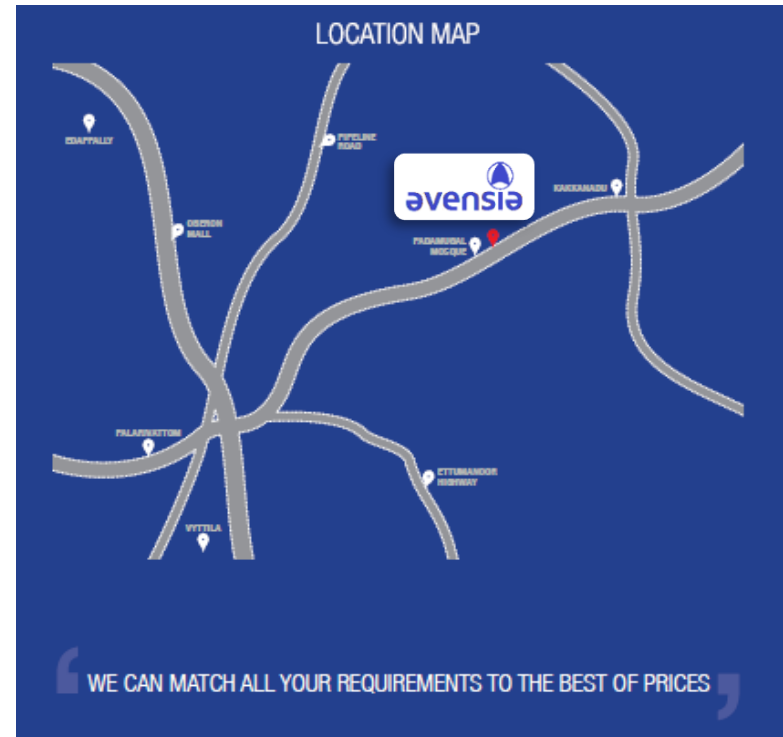 LOCATION MAP
EDAPPALLY
PIPELINE
ROAD
avensia
KAKKANADU
OBERON
MALL
PADAMUGAL
MOSQUE
PALARIVATTOM
ETTUMANOOR
HIGHWAY
VYTTILA
‘ WE CAN MATCH ALL YOUR REQUIREMENTS TO THE BEST OF PRICES ’